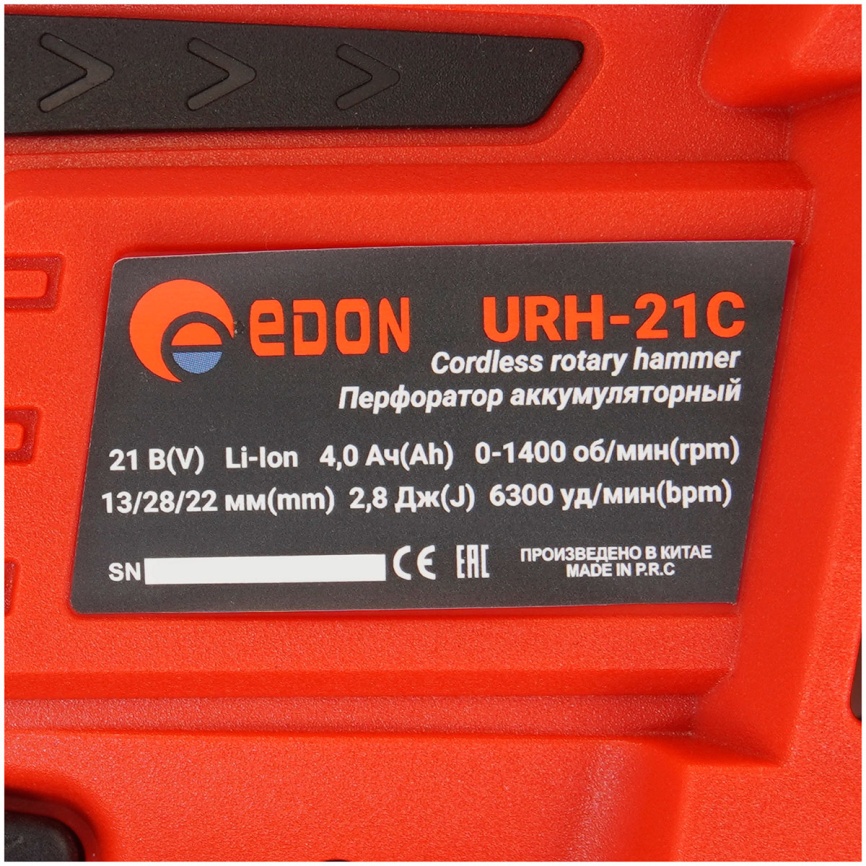 eDON URH-21C
Cordless rotary hammer
Перфоратор аккумуляторный
21 В(V) Li-Ion 4,0 Ач(Ah) 0-1400 об/мин(rpm)
13/28/22 мм(mm) 2,8 Дж(J) 6300 уд/мин(bpm)
SN CE EAC ПРОИЗВЕДЕНО В КИТАЕ
MADE IN P.R.C